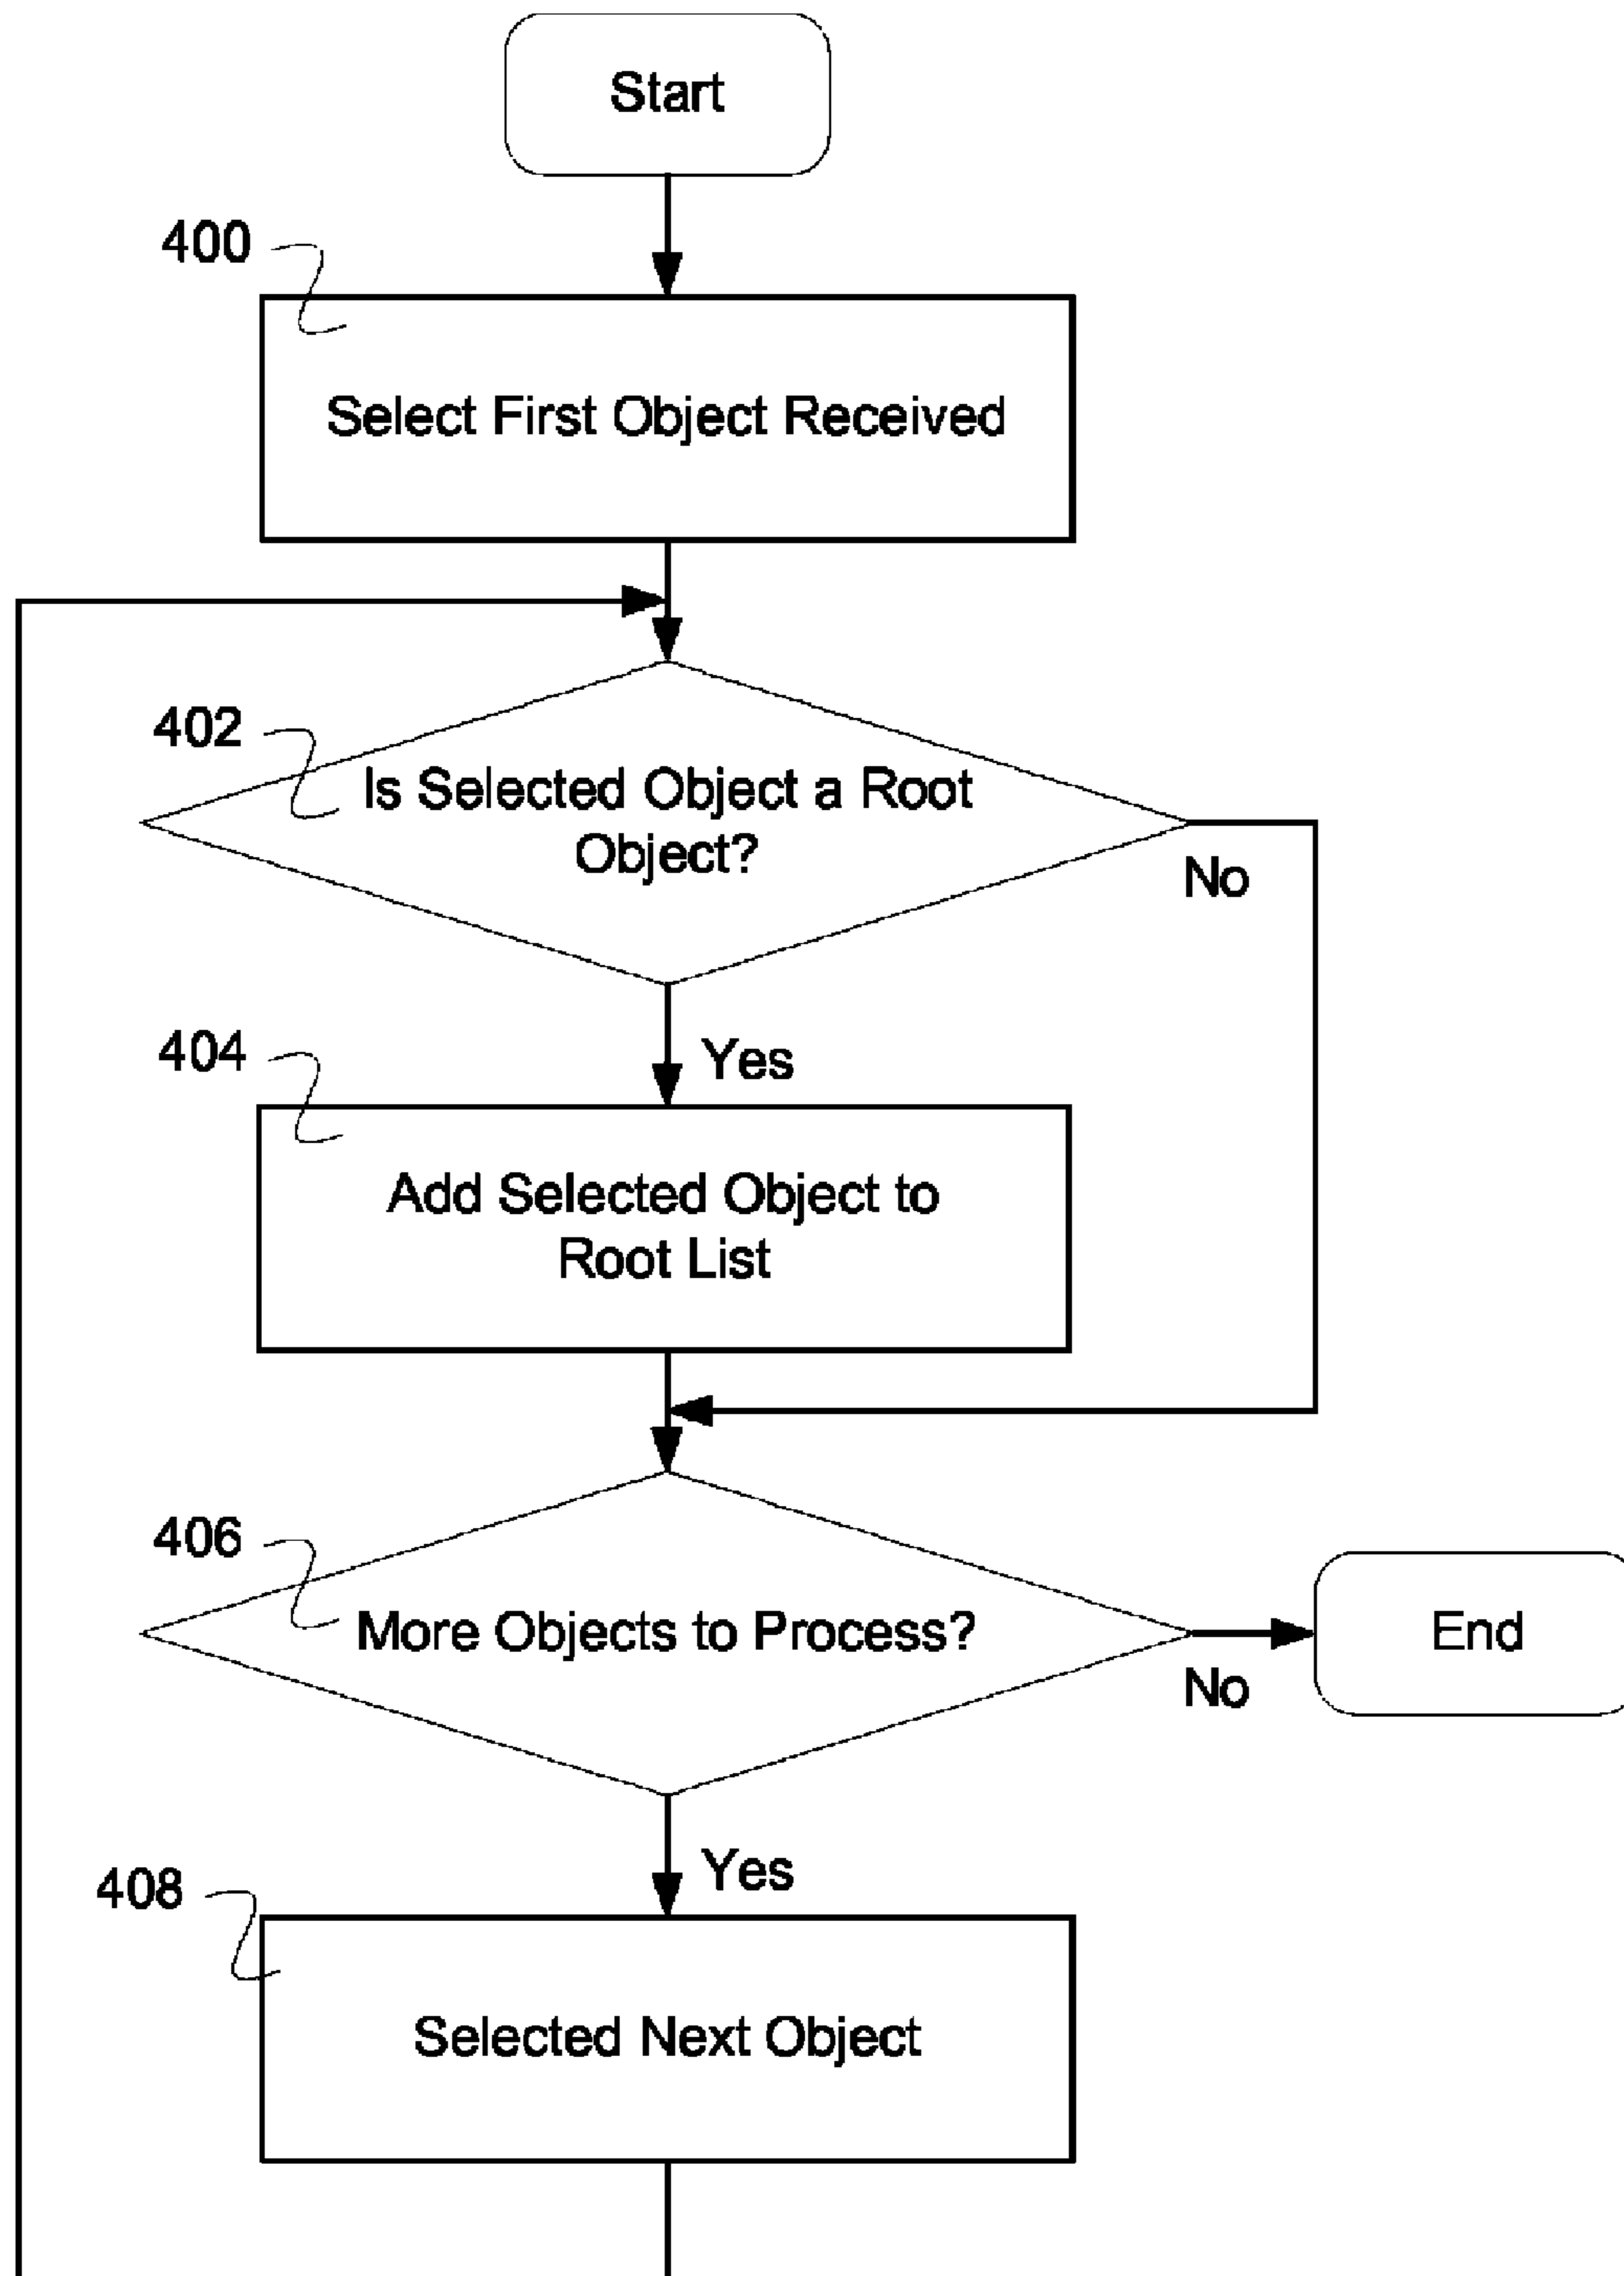 Start
400
Select First Object Received
402
Is Selected Object a Root
Object?
No
404
Yes
Add Selected Object to
Root List
406
More Objects to Process?
End
No
408
Yes
Selected Next Object